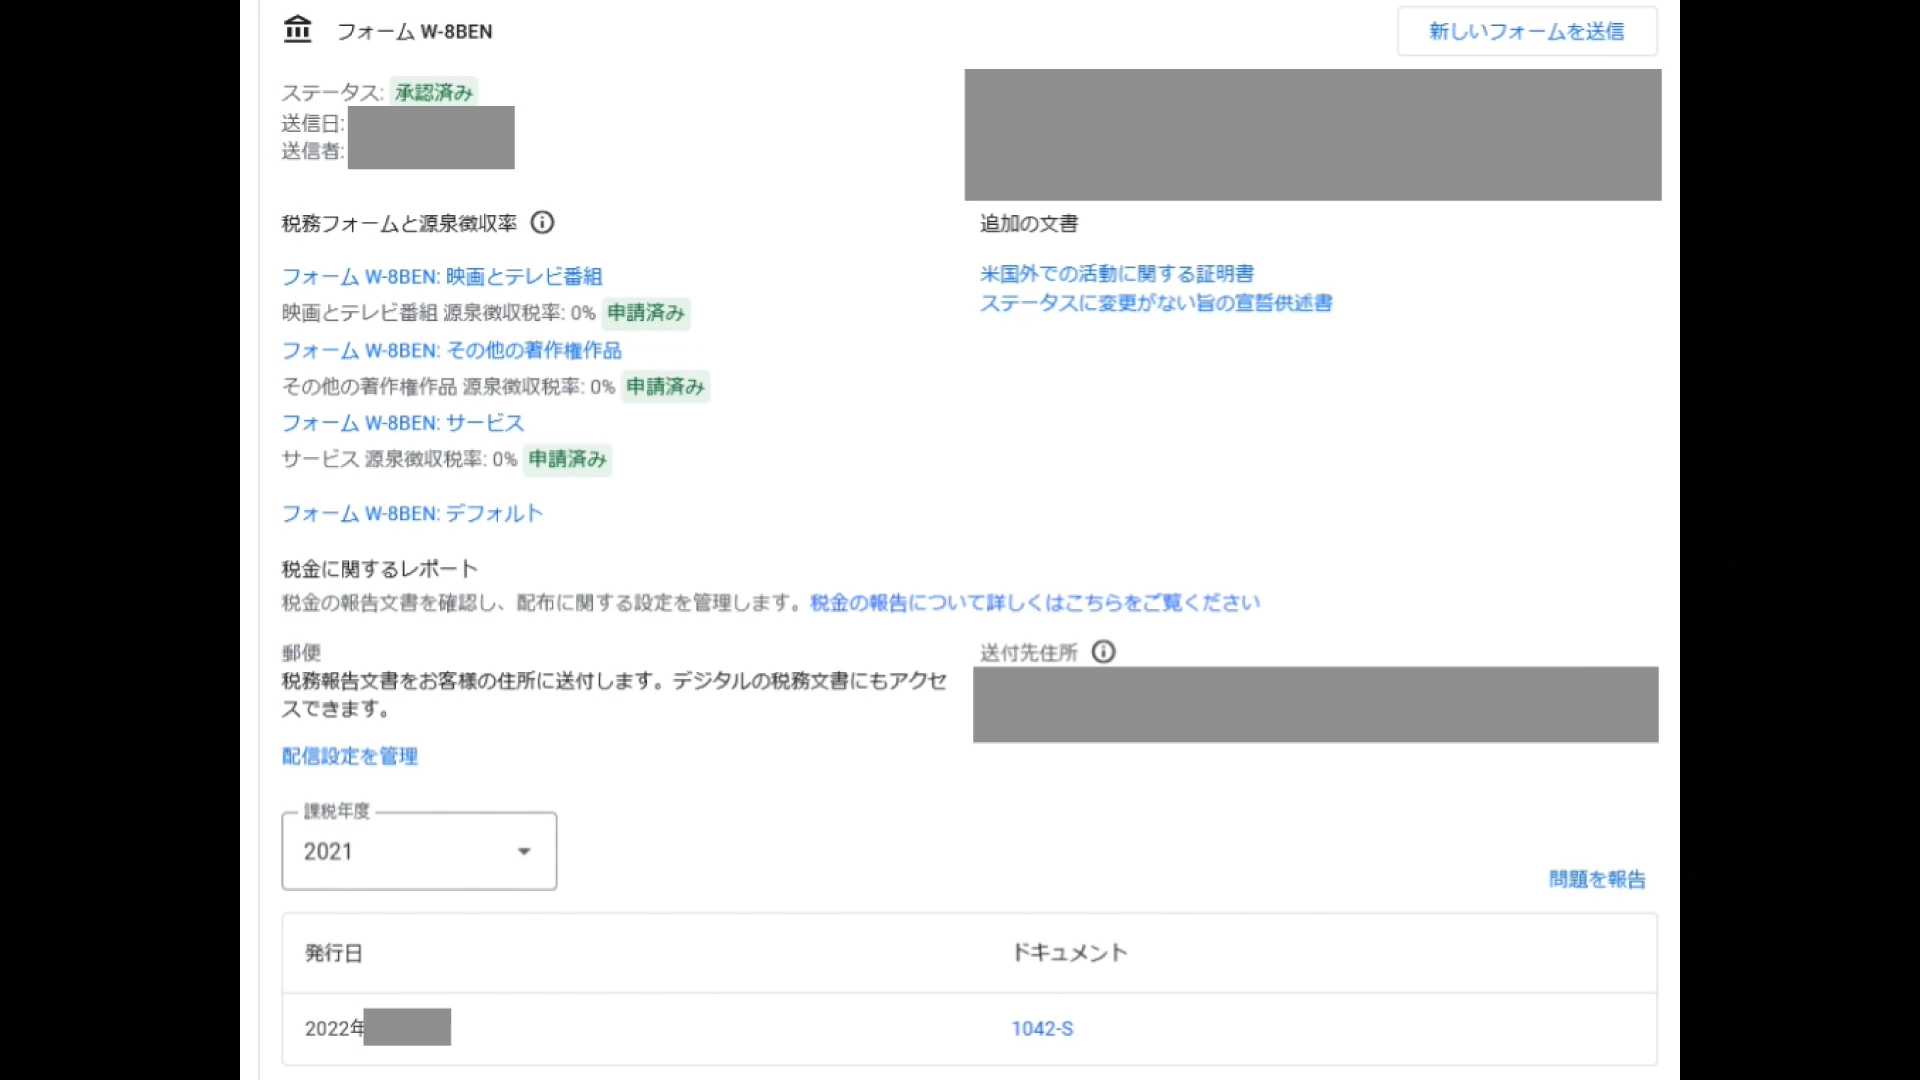 フォーム W-8BEN
新しいフォームを送信
ステータス: 承認済み
送信日:
送信者:
税務フォームと源泉徴収率
追加の文書
フォーム W-8BEN: 映画とテレビ番組
米国外での活動に関する証明書
映画とテレビ番組 源泉徴収税率: 0% 申請済み
ステータスに変更がない旨の宣誓供述書
フォーム W-8BEN: その他の著作権作品
その他の著作権作品 源泉徴収税率: 0% 申請済み
フォーム W-8BEN: サービス
サービス 源泉徴収税率: 0% 申請済み
フォーム W-8BEN: デフォルト
税金に関するレポート
税金の報告文書を確認し、配布に関する設定を管理します。税金の報告について詳しくはこちらをご覧ください
郵便
送付先住所
税務報告文書をお客様の住所に送付します。デジタルの税務文書にもアクセ
スできます。
配信設定を管理
課税年度
2021
問題を報告
発行日
ドキュメント
2022年
1042-S